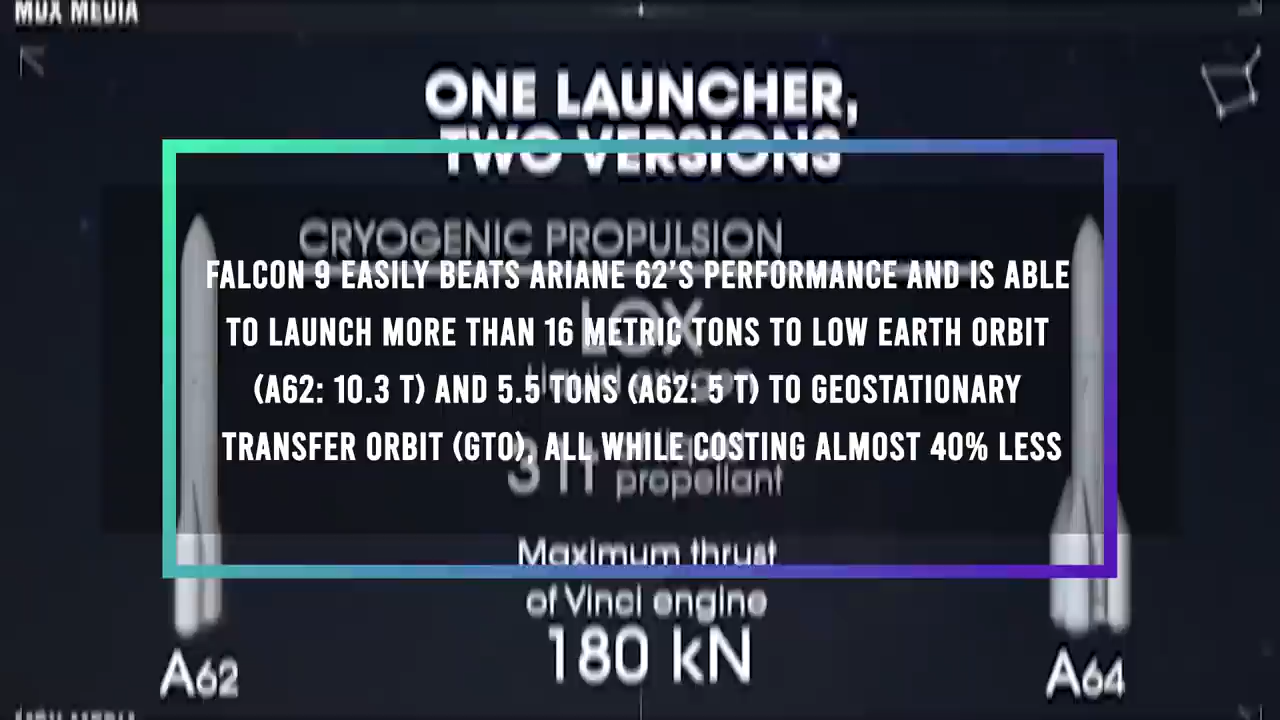 MDX MEDIA
ONE LAUNCHER,
TWO VERSIONS
CRYOGENIC PROPULSION
FALCON 9 EASILY BEATS ARIANE 62'S PERFORMANCE AND IS ABLE
LOX
TO LAUNCH MORE THAN 16 METRIC TONS TO LOW EARTH ORBIT
(A62: 10.3 T) AND 5.5 TONS (A62: 5 T) TO GEOSTATIONARY
TRANSFER ORBIT (GTO), ALL WHILE COSTING ALMOST 40% LESS
propellant
Maximum thrust
of Vinci engine
180 kN
A62
A64